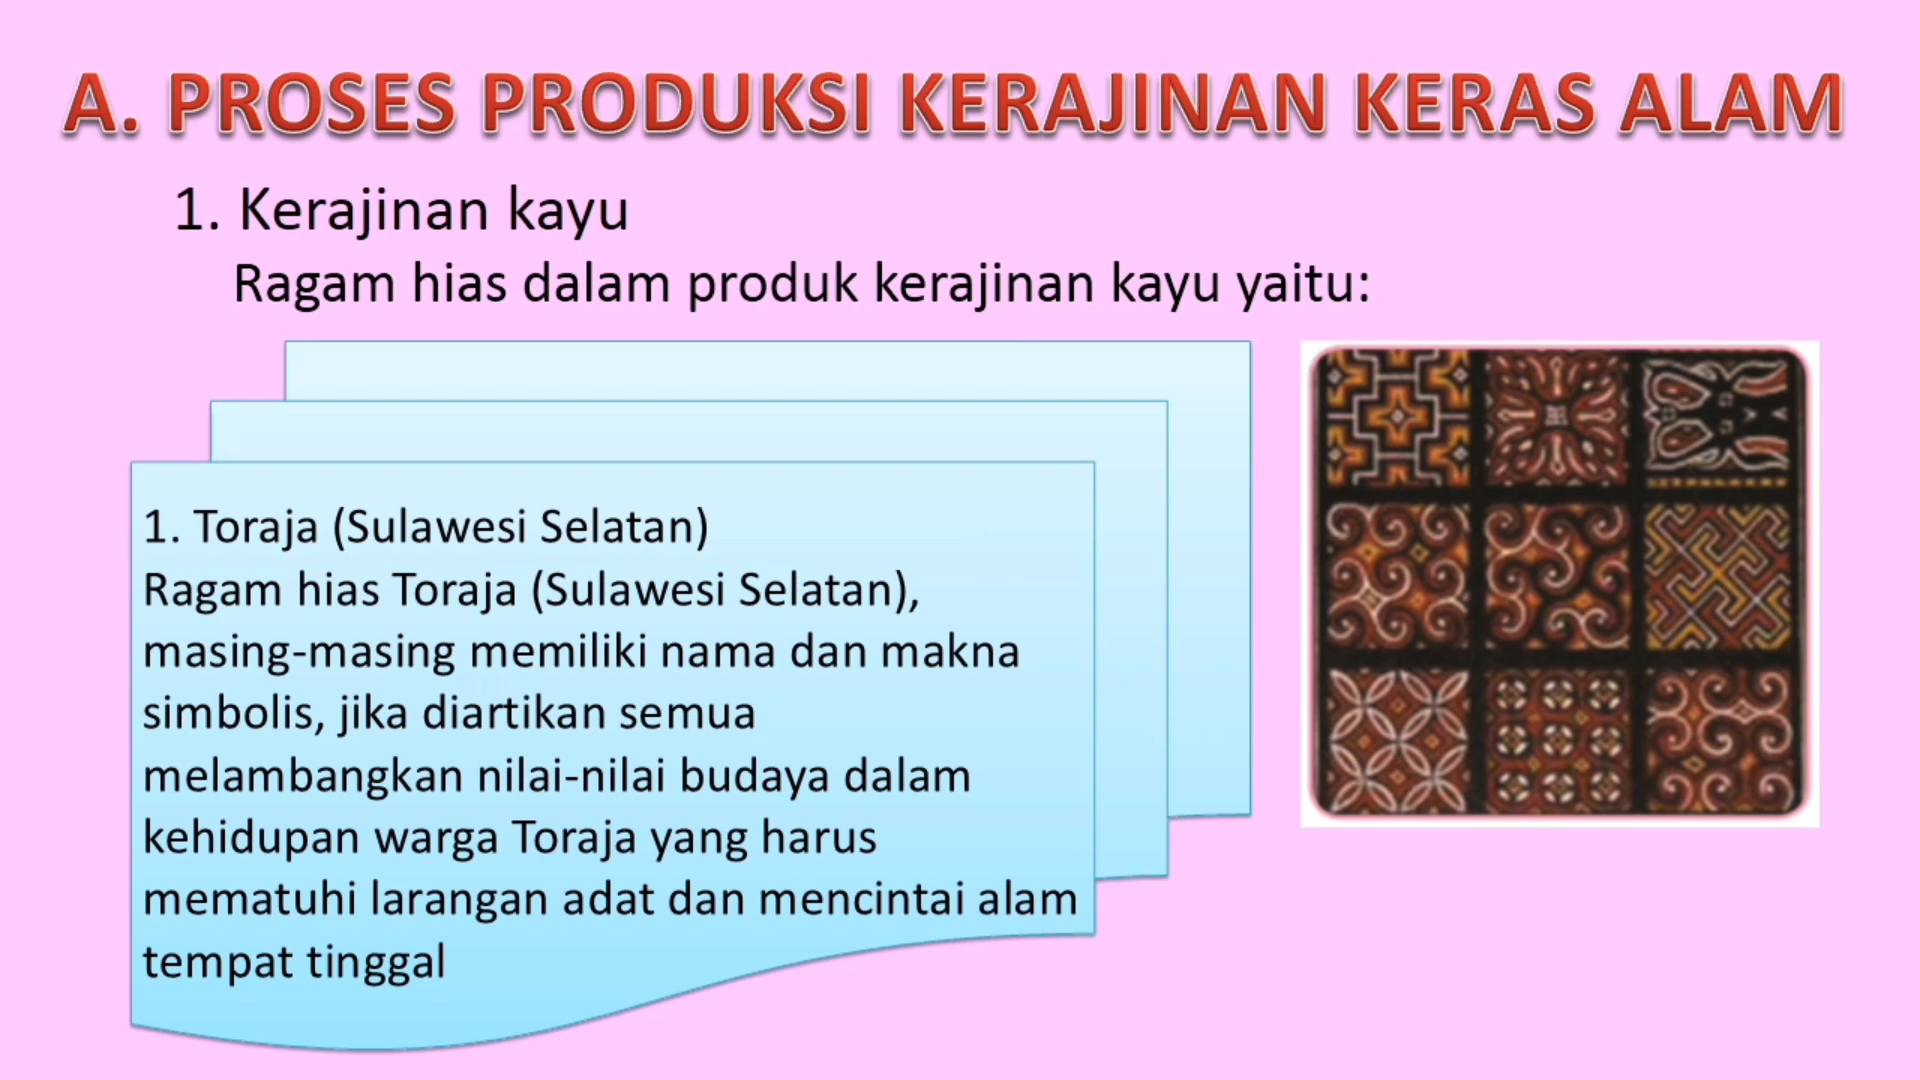 A. PROSES PRODUKSI KERAJINAN KERAS ALAM
1. Kerajinan kayu
Ragam hias dalam produk kerajinan kayu yaitu:
1. Toraja (Sulawesi Selatan)
Ragam hias Toraja (Sulawesi Selatan),
masing-masing memiliki nama dan makna
simbolis, jika diartikan semua
melambangkan nilai-nilai budaya dalam
kehidupan warga Toraja yang harus
mematuhi larangan adat dan mencintai alam
tempat tinggal